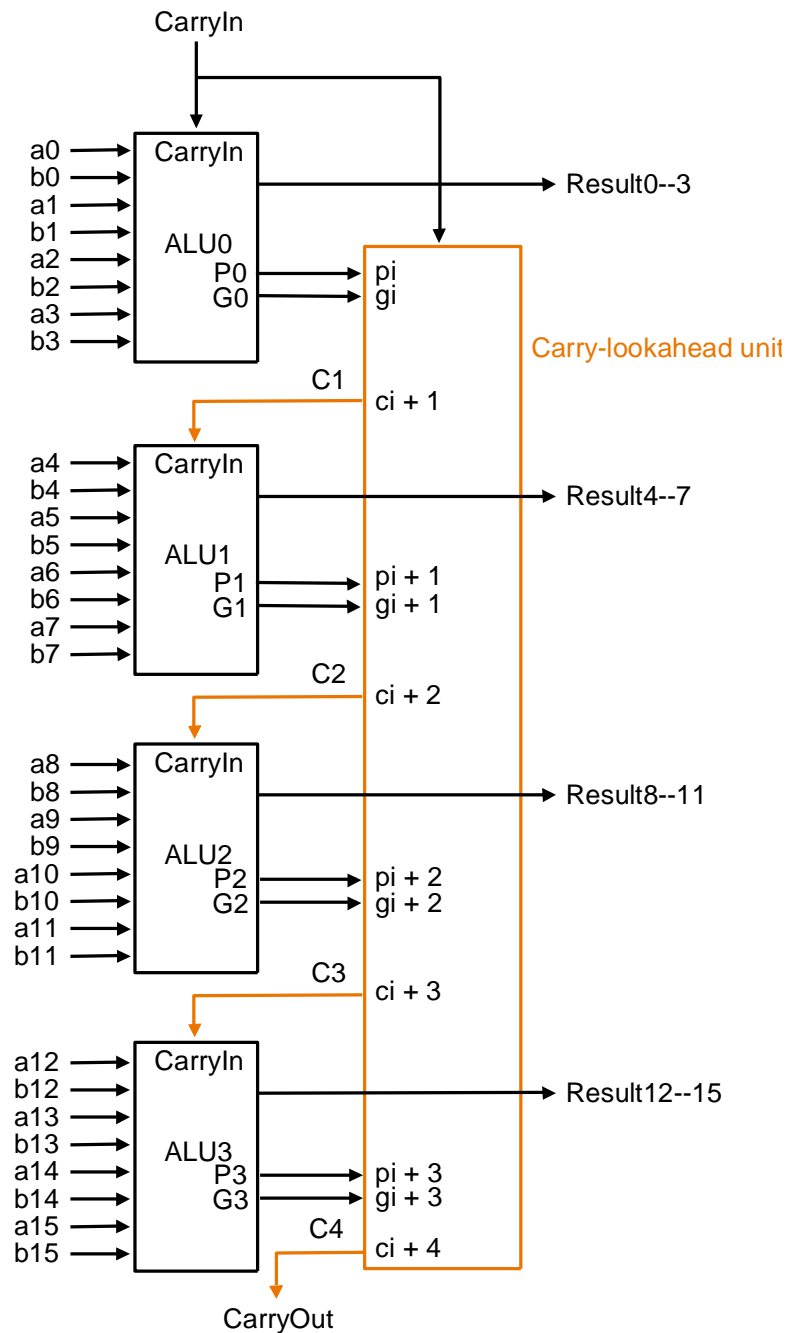 CarryIn
a0
CarryIn
b0
Result0--3
a1
b1
ALU0
a2
P0
pi
b2
G0
gi
a3
b3
Carry-lookahead unit
C1
ci + 1
a4
CarryIn
b4
Result4--7
a5
b5
ALU1
a6
P1
pi + 1
b6
G1
gi + 1
a7
b7
C2
ci + 2
a8
CarryIn
b8
Result8--11
a9
b9
ALU2
a10
P2
pi + 2
b10
G2
gi + 2
a11
b11
C3
ci + 3
a12
CarryIn
b12
Result12--15
a13
b13
ALU3
a14
P3
pi + 3
b14
G3
gi + 3
a15
C4
b15
ci + 4
CarryOut